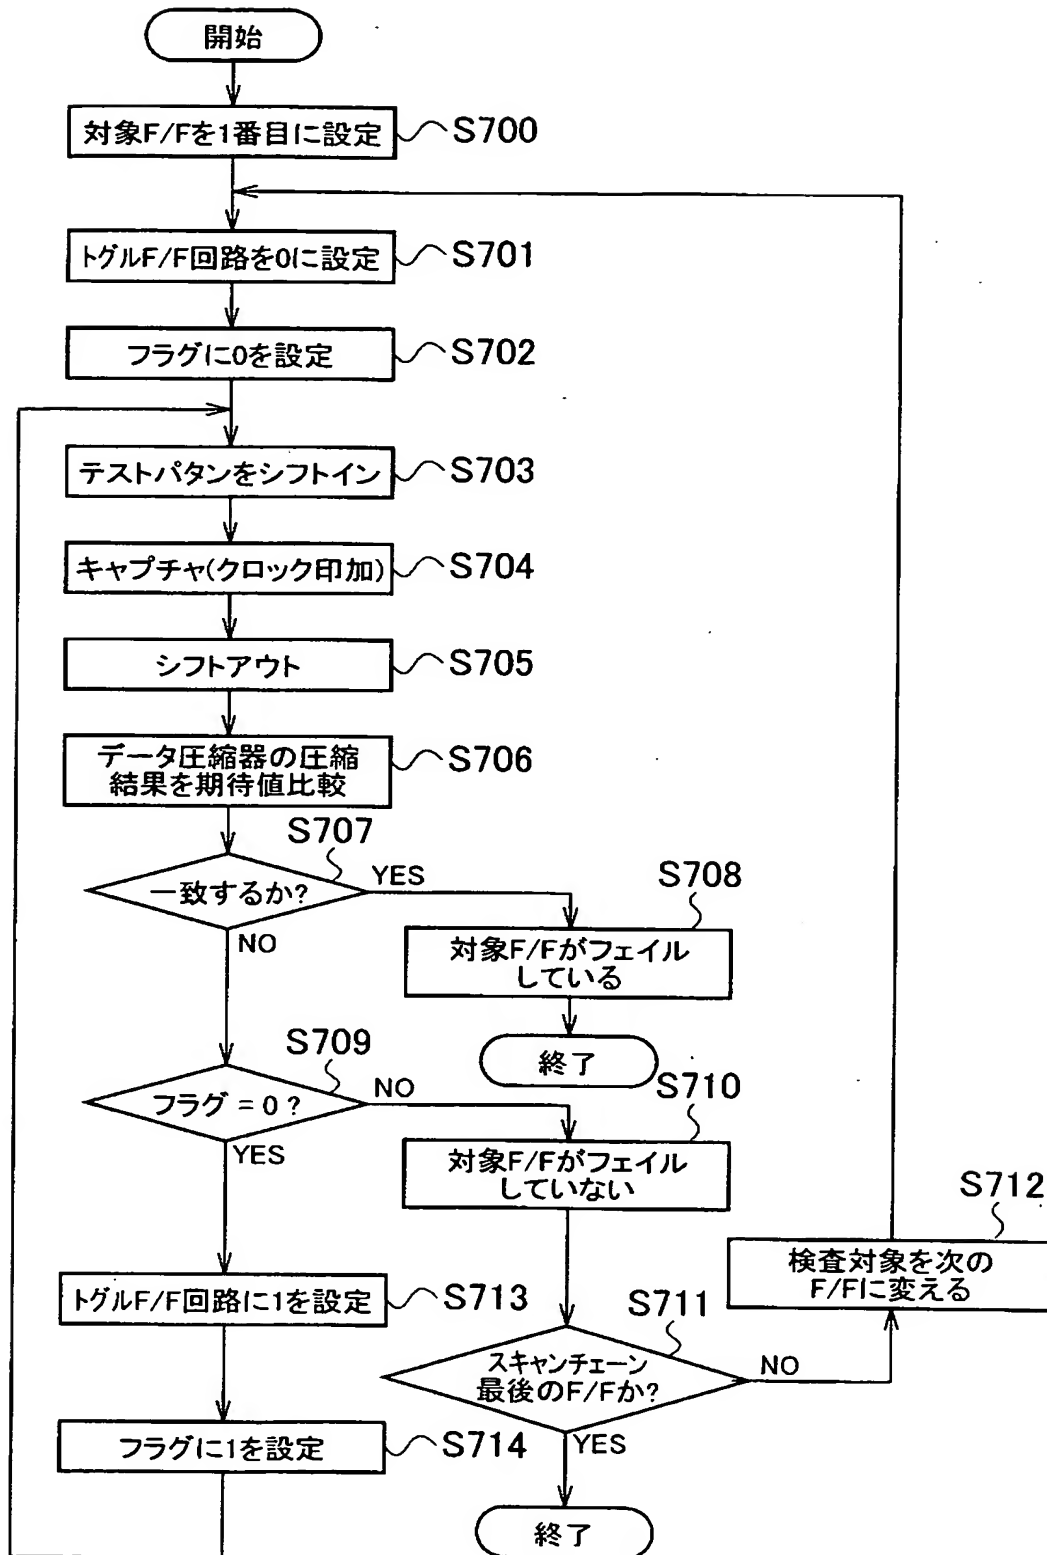 開始
対象F/Fを1番目に設定
S700
トグルF/F回路を0に設定
S701
フラグに0を設定
S702
テストパタンをシフトイン
S703
キャプチャ(クロック印加)
S704
シフトアウト
S705
データ圧縮器の圧縮
結果を期待値比較
S706
S707
一致するか?
YES
NO
S708
対象F/Fがフェイル
している
終了
S709
フラグ = 0 ?
NO
YES
S710
対象F/Fがフェイル
していない
S712
検査対象を次の
F/Fに変える
トグルF/F回路に1を設定
S713
S711
スキャンチェーン
最後のF/Fか?
NO
YES
フラグに1を設定
S714
終了